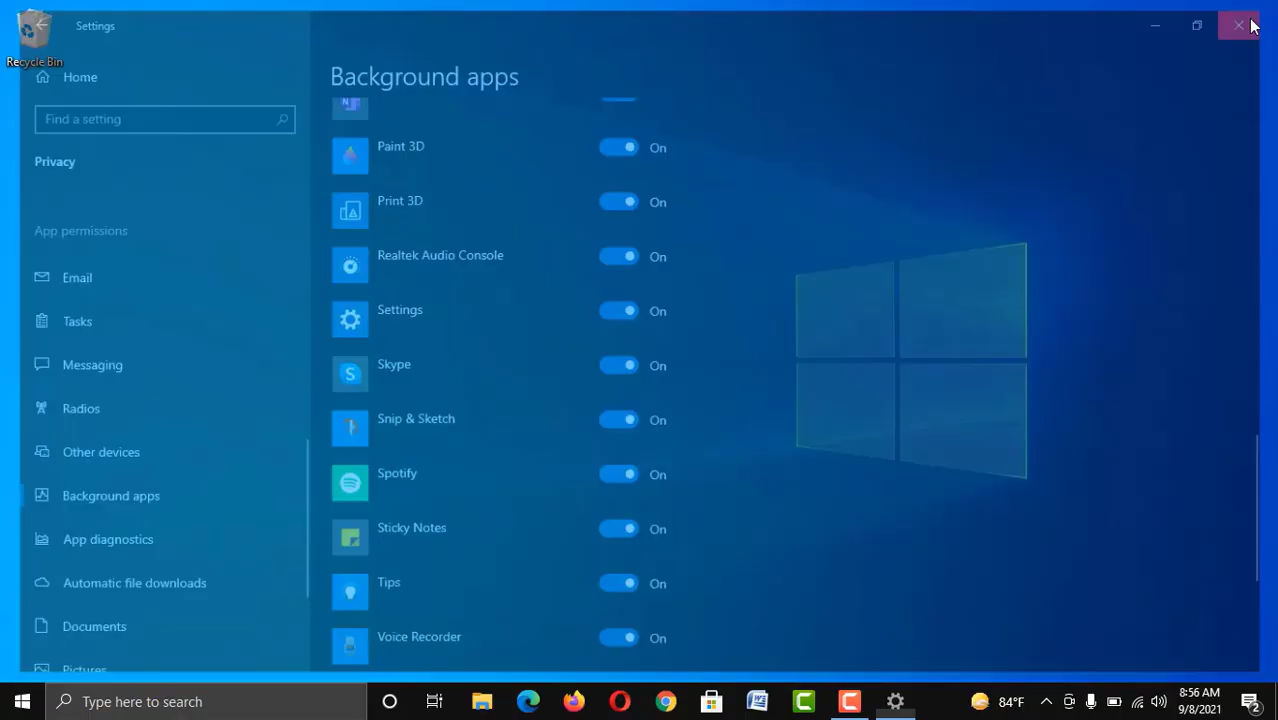 Settings
Recycle Bin
Home
Find a setting
Privacy
App permissions
Email
Tasks
Messaging
Radios
Other devices
Background apps
App diagnostics
Automatic file downloads
Documents
Pictures
Background apps
N
Paint 3D On
Print 3D On
Realtek Audio Console On
Settings On
S Skype On
Snip & Sketch On
Spotify On
Sticky Notes On
Tips On
Voice Recorder On
Type here to search
W
C
C
84°F
8:56 AM
9/8/2021
2